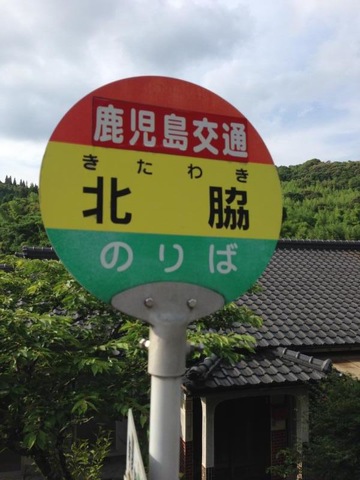 鹿児島交通
きたわき
北脇
のりば